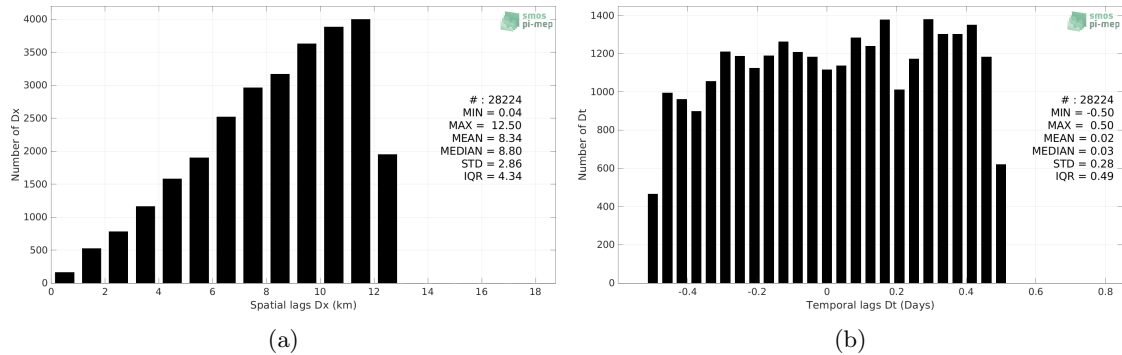 smos
pi-mep
4000
3500
3000
2500
2000
1500
1000
500
0
Number of Dx
# : 28224
MIN = 0.04
MAX = 12.50
MEAN = 8.34
MEDIAN = 8.80
STD = 2.86
IQR = 4.34
0 2 4 6 8 10 12 14 16 18
Spatial lags Dx (km)
(a)
smos
pi-mep
1400
1200
1000
800
600
400
200
0
Number of Dt
# : 28224
MIN = -0.50
MAX = 0.50
MEAN = 0.02
MEDIAN = 0.03
STD = 0.28
IQR = 0.49
-0.4 -0.2 0 0.2 0.4 0.6 0.8
Temporal lags Dt (Days)
(b)